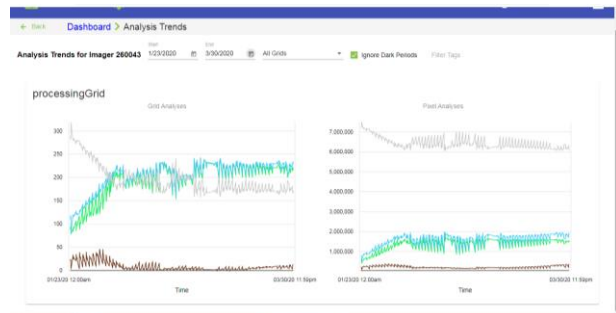 Back Dashboard > Analysis Trends
Analysis Trends for Imager 260043 Start 1/23/2020 End 3/30/2020 All Grids Ignore Dark Periods Filter Tags
processingGrid
Grid Analyses
300
250
200
150
100
50
0
01/23/20 12:00am 03/30/20 11:59pm
Time
Pixel Analyses
7,000,000
6,000,000
5,000,000
4,000,000
3,000,000
2,000,000
1,000,000
01/23/20 12:00am 03/30/20 11:59pm
Time